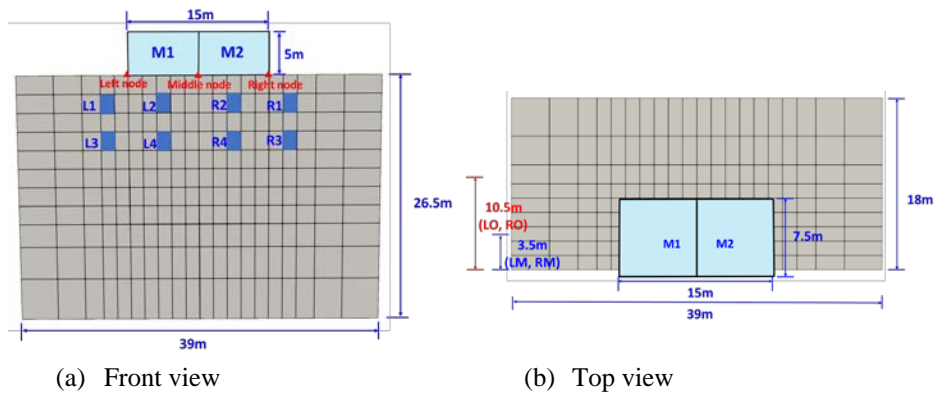 15m
M1 M2
5m
Left node Middle node Right node
L1 L2 R2 R1
L3 L4 R4 R3
26.5m
39m
(a) Front view
10.5m
(LO, RO)
3.5m
(LM, RM)
M1 M2
7.5m
18m
15m
39m
(b) Top view